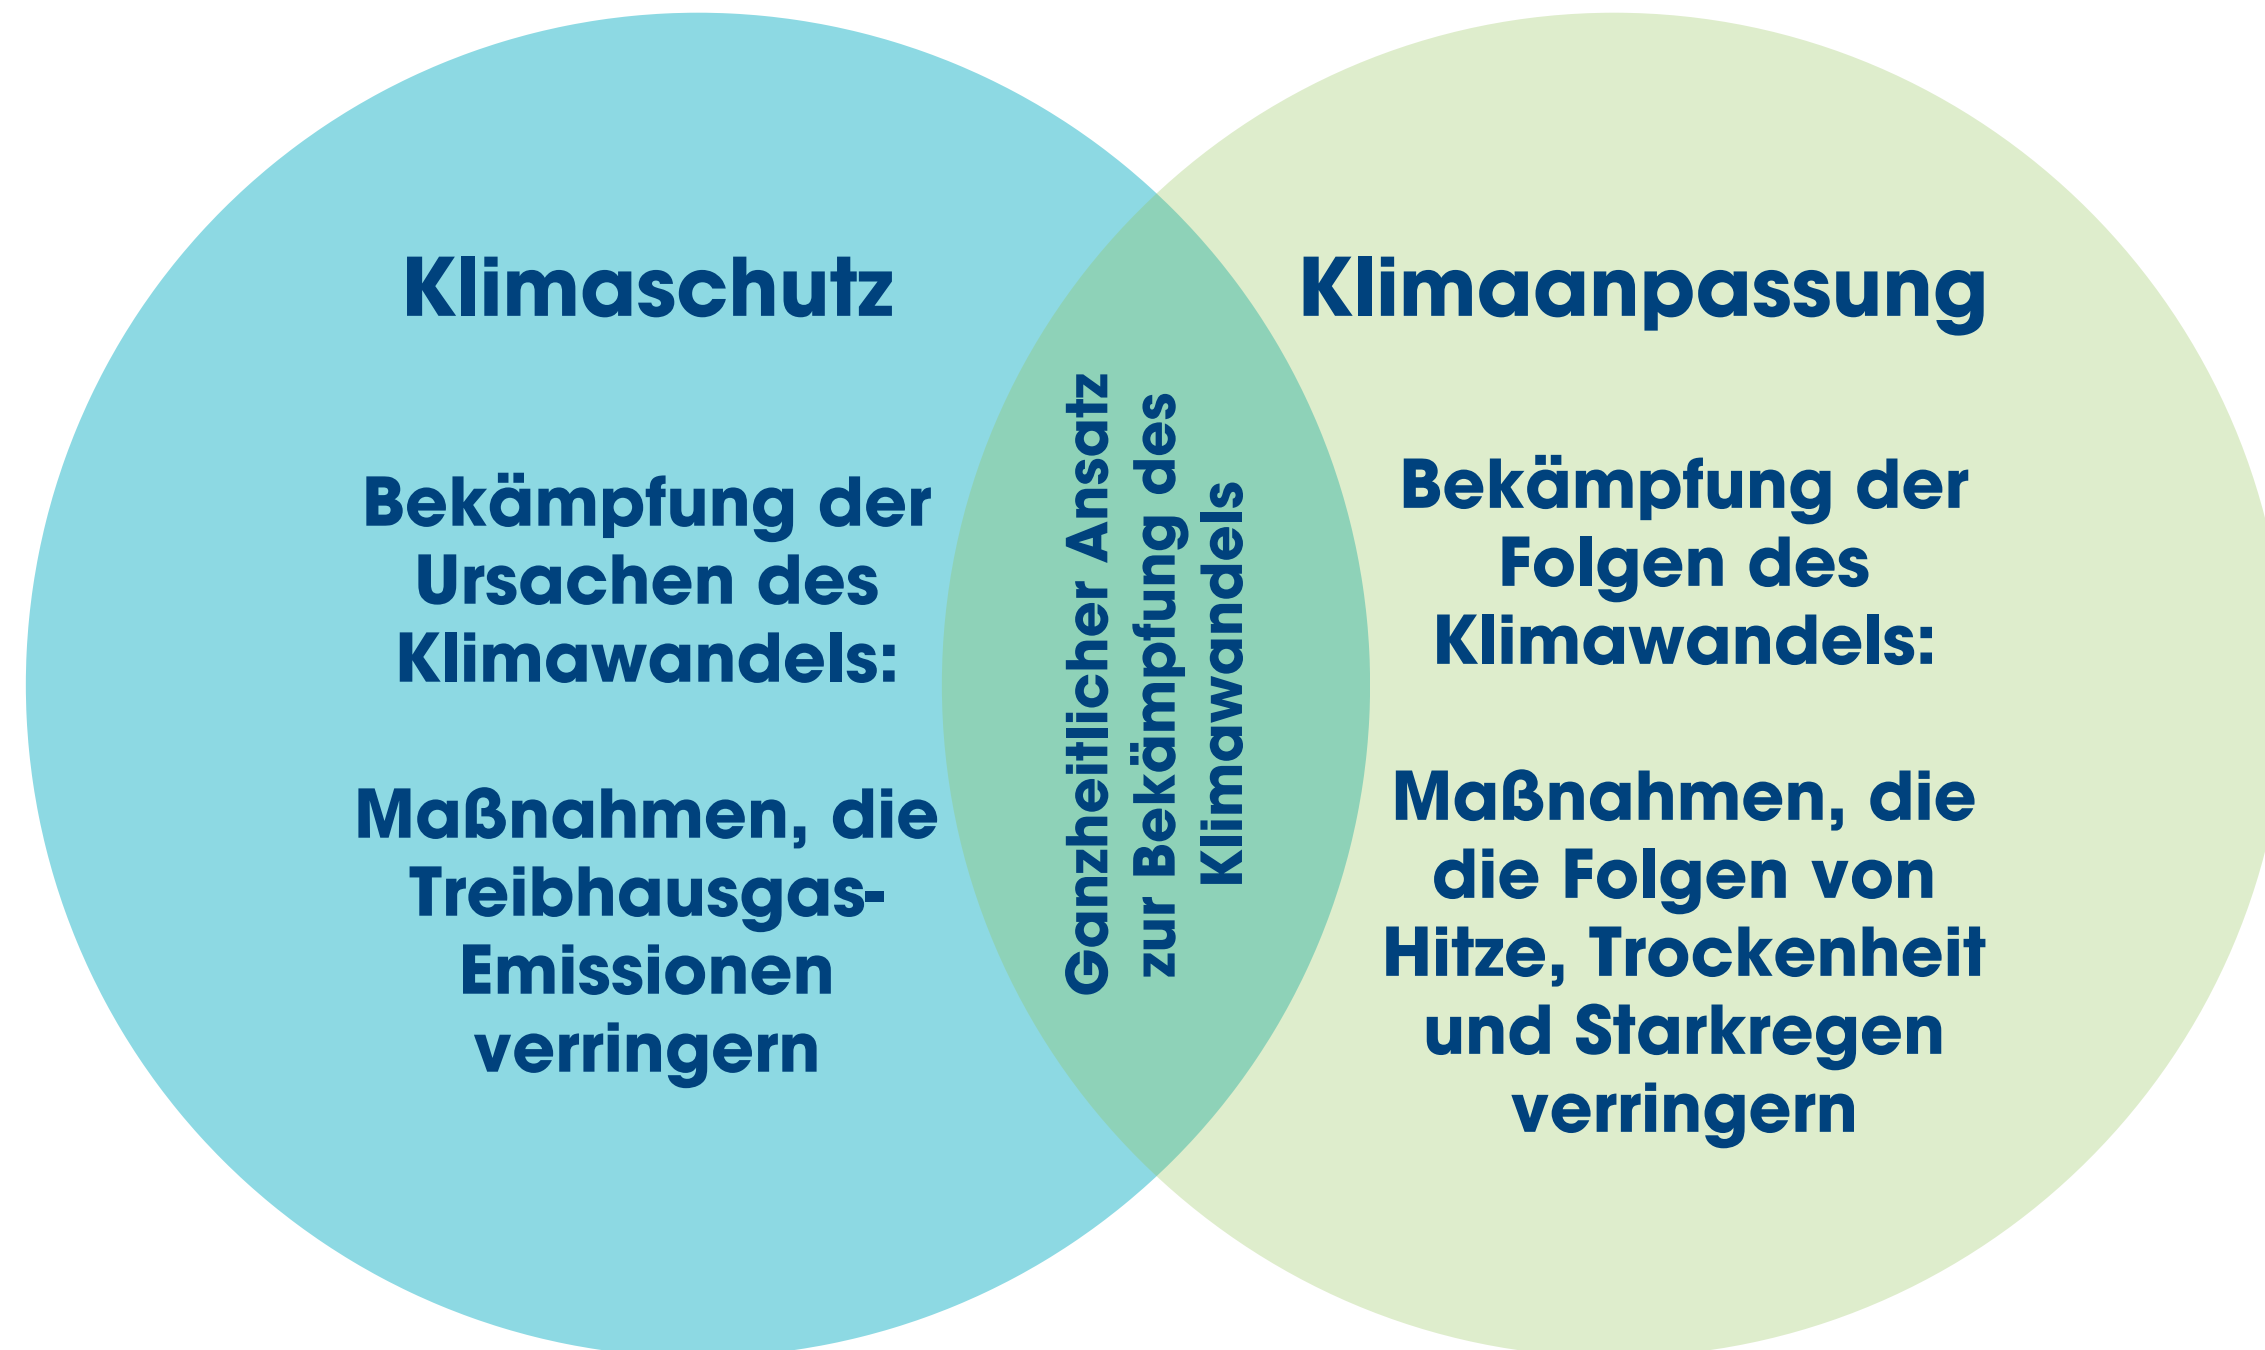 Klimaschutz
Bekämpfung der
Ursachen des
Klimawandels:
Maßnahmen, die
Treibhausgas-
Emissionen
verringern
Ganzheitlicher Ansatz
zur Bekämpfung des
Klimawandels
Klimaanpassung
Bekämpfung der
Folgen des
Klimawandels:
Maßnahmen, die
die Folgen von
Hitze, Trockenheit
und Starkregen
verringern